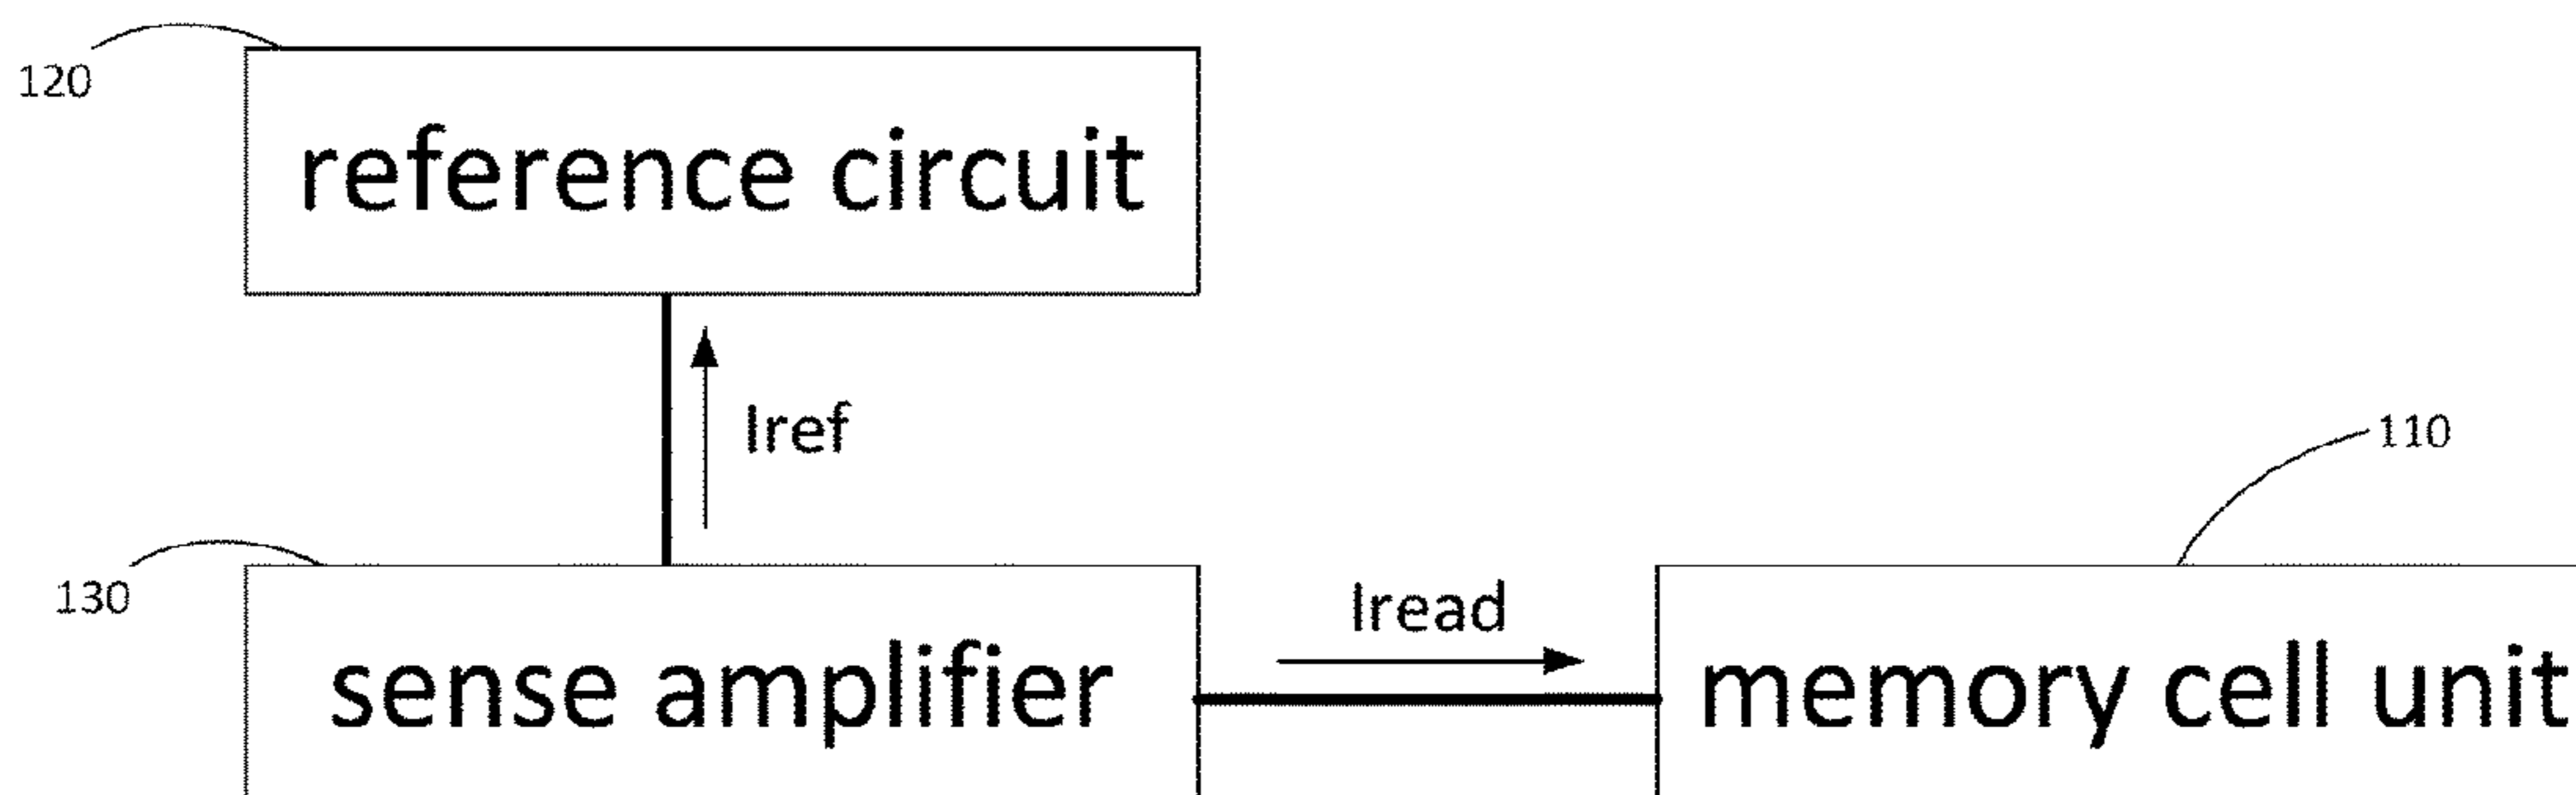 120
reference circuit
Iref
110
130
Iread
sense amplifier
memory cell unit